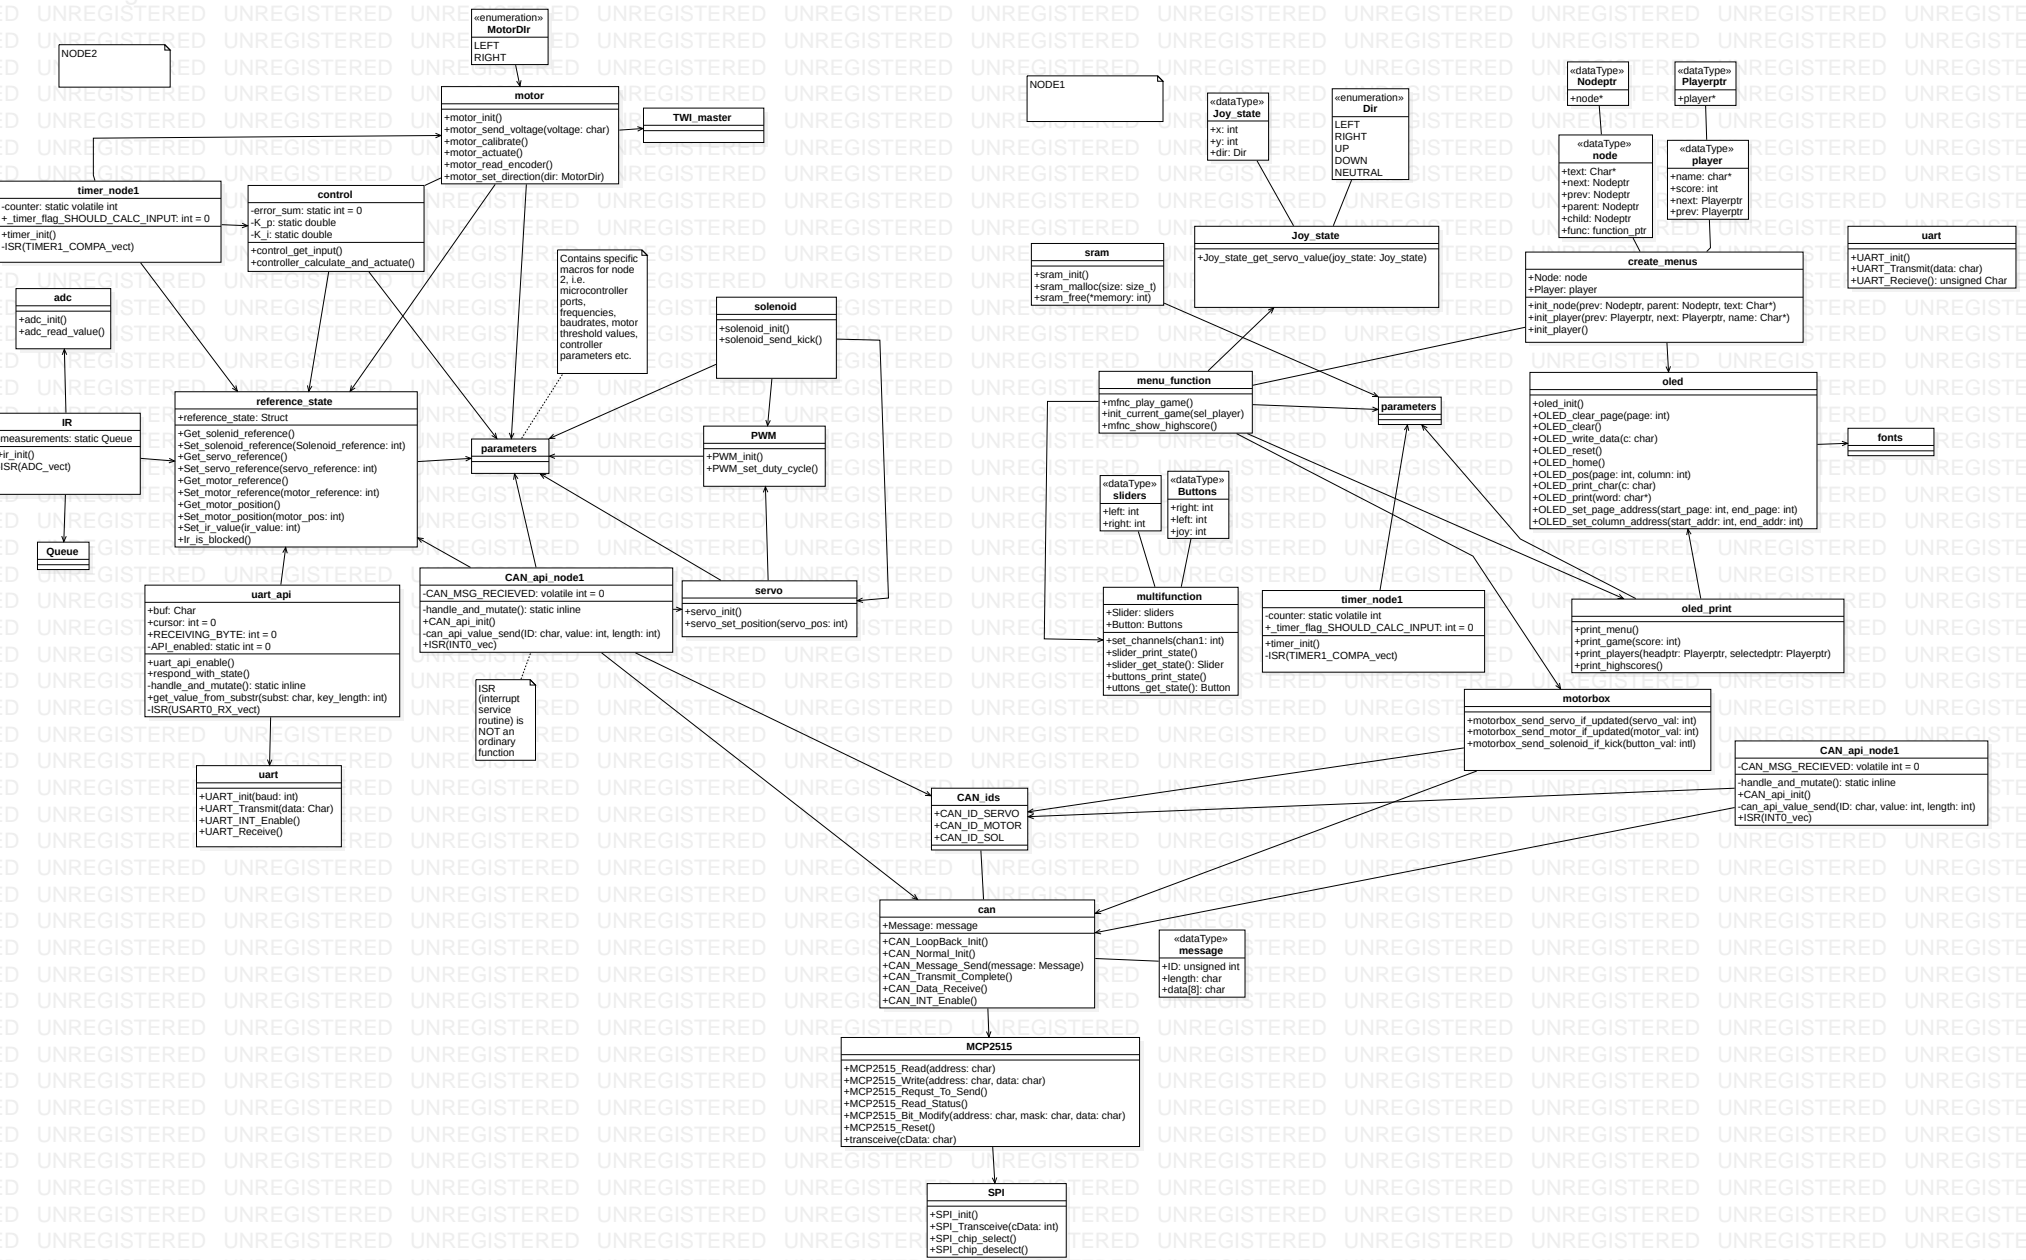 NODE2
«enumeration»
MotorDIr
LEFT
RIGHT
motor
+motor_init()
+motor_send_voltage(voltage: char)
+motor_calibrate()
+motor_actuate()
+motor_read_encoder()
+motor_set_direction(dir: MotorDir)
TWI_master
timer_node1
-counter: static volatile int
+_timer_flag_SHOULD_CALC_INPUT: int = 0
+timer_init()
-ISR(TIMER1_COMPA_vect)
control
-error_sum: static int = 0
-K_p: static double
-K_i: static double
+control_get_input()
+controller_calculate_and_actuate()
Contains specific
macros for node
2, i.e.
microcontroller
ports,
frequencies,
baudrates, motor
threshold values,
controller
parameters etc.
adc
+adc_init()
+adc_read_value()
solenoid
+solenoid_init()
+solenoid_send_kick()
IR
measurements: static Queue
ir_init()
ISR(ADC_vect)
reference_state
+reference_state: Struct
+Get_solenid_reference()
+Set_solenoid_reference(Solenoid_reference: int)
+Get_servo_reference()
+Set_servo_reference(servo_reference: int)
+Get_motor_reference()
+Set_motor_reference(motor_reference: int)
+Get_motor_position()
+Set_motor_position(motor_pos: int)
+Set_ir_value(ir_value: int)
+Ir_is_blocked()
parameters
PWM
+PWM_init()
+PWM_set_duty_cycle()
Queue
uart_api
+buf: Char
+cursor: int = 0
+RECEIVING_BYTE: int = 0
-API_enabled: static int = 0
+uart_api_enable()
+respond_with_state()
-handle_and_mutate(): static inline
+get_value_from_substr(subst: char, key_length: int)
-ISR(USART0_RX_vect)
CAN_api_node1
-CAN_MSG_RECIEVED: volatile int = 0
-handle_and_mutate(): static inline
+CAN_api_init()
-can_api_value_send(ID: char, value: int, length: int)
+ISR(INT0_vec)
servo
+servo_init()
+servo_set_position(servo_pos: int)
ISR
(interrupt
service
routine) is
NOT an
ordinary
function
uart
+UART_init(baud: int)
+UART_Transmit(data: Char)
+UART_INT_Enable()
+UART_Receive()
NODE1
«dataType»
Joy_state
+x: int
+y: int
+dir: Dir
«enumeration»
Dir
LEFT
RIGHT
UP
DOWN
NEUTRAL
«dataType»
Nodeptr
+node*
«dataType»
Playerptr
+player*
«dataType»
node
+text: Char*
+next: Nodeptr
+prev: Nodeptr
+parent: Nodeptr
+child: Nodeptr
+func: function_ptr
«dataType»
player
+name: char*
+score: int
+next: Playerptr
+prev: Playerptr
sram
+sram_init()
+sram_malloc(size: size_t)
+sram_free(*memory: int)
Joy_state
+Joy_state_get_servo_value(joy_state: Joy_state)
create_menus
+Node: node
+Player: player
+init_node(prev: Nodeptr, parent: Nodeptr, text: Char*)
+init_player(prev: Playerptr, next: Playerptr, name: Char*)
+init_player()
uart
+UART_init()
+UART_Transmit(data: char)
+UART_Recieve(): unsigned Char
menu_function
+mfnc_play_game()
+init_current_game(sel_player)
+mfnc_show_highscore()
parameters
oled
+oled_init()
+OLED_clear_page(page: int)
+OLED_clear()
+OLED_write_data(c: char)
+OLED_reset()
+OLED_home()
+OLED_pos(page: int, column: int)
+OLED_print_char(c: char)
+OLED_print(word: char*)
+OLED_set_page_address(start_page: int, end_page: int)
+OLED_set_column_address(start_addr: int, end_addr: int)
fonts
«dataType»
sliders
+left: int
+right: int
«dataType»
Buttons
+right: int
+left: int
+joy: int
multifunction
+Slider: sliders
+Button: Buttons
+set_channels(chan1: int)
+slider_print_state()
+slider_get_state(): Slider
+buttons_print_state()
+uttons_get_state(): Button
timer_node1
-counter: static volatile int
+_timer_flag_SHOULD_CALC_INPUT: int = 0
+timer_init()
-ISR(TIMER1_COMPA_vect)
oled_print
+print_menu()
+print_game(score: int)
+print_players(headptr: Playerptr, selectedptr: Playerptr)
+print_highscores()
motorbox
+motorbox_send_servo_if_updated(servo_val: int)
+motorbox_send_motor_if_updated(motor_val: int)
+motorbox_send_solenoid_if_kick(button_val: intl)
CAN_api_node1
-CAN_MSG_RECIEVED: volatile int = 0
-handle_and_mutate(): static inline
+CAN_api_init()
-can_api_value_send(ID: char, value: int, length: int)
+ISR(INT0_vec)
CAN_ids
+CAN_ID_SERVO
+CAN_ID_MOTOR
+CAN_ID_SOL
can
+Message: message
+CAN_LoopBack_Init()
+CAN_Normal_Init()
+CAN_Message_Send(message: Message)
+CAN_Transmit_Complete()
+CAN_Data_Receive()
+CAN_INT_Enable()
«dataType»
message
+ID: unsigned int
+length: char
+data[8]: char
MCP2515
+MCP2515_Read(address: char)
+MCP2515_Write(address: char, data: char)
+MCP2515_Requst_To_Send()
+MCP2515_Read_Status()
+MCP2515_Bit_Modify(address: char, mask: char, data: char)
+MCP2515_Reset()
+transceive(cData: char)
SPI
+SPI_init()
+SPI_Transceive(cData: int)
+SPI_chip_select()
+SPI_chip_deselect()
UNREGISTERED